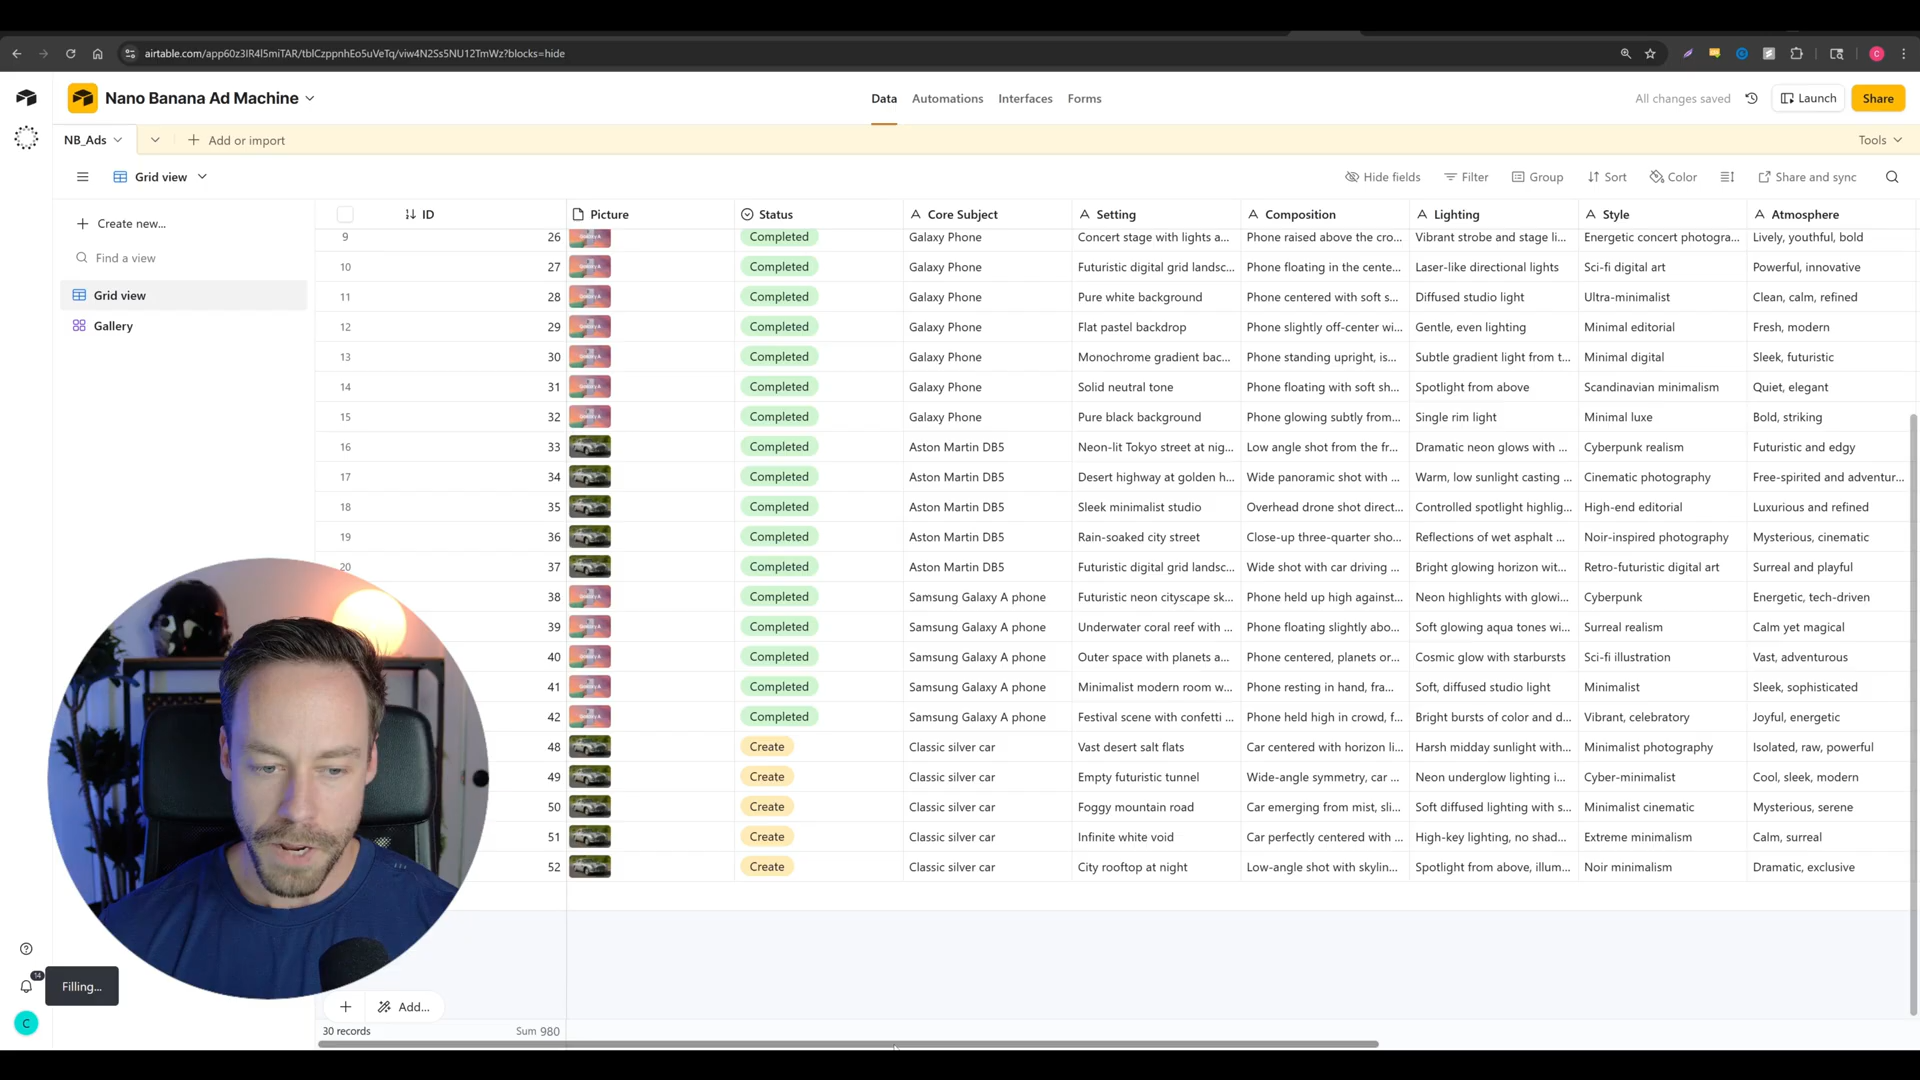 airtable.com/app60z3IR4l5miTAR/tblCzppnhEo5uVeTq/viw4N2Ss5NU12TmWz?blocks=hide
Nano Banana Ad Machine
Data Automations Interfaces Forms
All changes saved
Launch
Share
NB_Ads
Add or import
Tools
Grid view
Hide fields
Filter
Group
Sort
Color
Share and sync
Create new...
Find a view
Grid view
Gallery
ID Picture Status Core Subject Setting Composition Lighting Style Atmosphere
9 26 Completed Galaxy Phone Concert stage with lights a... Phone raised above the cro... Vibrant strobe and stage li... Energetic concert photogra... Lively, youthful, bold
10 27 Completed Galaxy Phone Futuristic digital grid landsc... Phone floating in the cente... Laser-like directional lights Sci-fi digital art Powerful, innovative
11 28 Completed Galaxy Phone Pure white background Phone centered with soft s... Diffused studio light Ultra-minimalist Clean, calm, refined
12 29 Completed Galaxy Phone Flat pastel backdrop Phone slightly off-center wi... Gentle, even lighting Minimal editorial Fresh, modern
13 30 Completed Galaxy Phone Monochrome gradient bac... Phone standing upright, is... Subtle gradient light from t... Minimal digital Sleek, futuristic
14 31 Completed Galaxy Phone Solid neutral tone Phone floating with soft sh... Spotlight from above Scandinavian minimalism Quiet, elegant
15 32 Completed Galaxy Phone Pure black background Phone glowing subtly from... Single rim light Minimal luxe Bold, striking
16 33 Completed Aston Martin DB5 Neon-lit Tokyo street at nig... Low angle shot from the fr... Dramatic neon glows with ... Cyberpunk realism Futuristic and edgy
17 34 Completed Aston Martin DB5 Desert highway at golden h... Wide panoramic shot with ... Warm, low sunlight casting ... Cinematic photography Free-spirited and adventur...
18 35 Completed Aston Martin DB5 Sleek minimalist studio Overhead drone shot direct... Controlled spotlight highlig... High-end editorial Luxurious and refined
19 36 Completed Aston Martin DB5 Rain-soaked city street Close-up three-quarter sho... Reflections of wet asphalt ... Noir-inspired photography Mysterious, cinematic
20 37 Completed Aston Martin DB5 Futuristic digital grid landsc... Wide shot with car driving ... Bright glowing horizon wit... Retro-futuristic digital art Surreal and playful
38 Completed Samsung Galaxy A phone Futuristic neon cityscape sk... Phone held up high against... Neon highlights with glowi... Cyberpunk Energetic, tech-driven
39 Completed Samsung Galaxy A phone Underwater coral reef with ... Phone floating slightly abo... Soft glowing aqua tones wi... Surreal realism Calm yet magical
40 Completed Samsung Galaxy A phone Outer space with planets a... Phone centered, planets or... Cosmic glow with starbursts Sci-fi illustration Vast, adventurous
41 Completed Samsung Galaxy A phone Minimalist modern room w... Phone resting in hand, fra... Soft, diffused studio light Minimalist Sleek, sophisticated
42 Completed Samsung Galaxy A phone Festival scene with confetti ... Phone held high in crowd, f... Bright bursts of color and d... Vibrant, celebratory Joyful, energetic
48 Create Classic silver car Vast desert salt flats Car centered with horizon li... Harsh midday sunlight with... Minimalist photography Isolated, raw, powerful
49 Create Classic silver car Empty futuristic tunnel Wide-angle symmetry, car ... Neon underglow lighting i... Cyber-minimalist Cool, sleek, modern
50 Create Classic silver car Foggy mountain road Car emerging from mist, sli... Soft diffused lighting with s... Minimalist cinematic Mysterious, serene
51 Create Classic silver car Infinite white void Car perfectly centered with ... High-key lighting, no shad... Extreme minimalism Calm, surreal
52 Create Classic silver car City rooftop at night Low-angle shot with skylin... Spotlight from above, illum... Noir minimalism Dramatic, exclusive
14
Filling...
C
Add...
30 records Sum 980